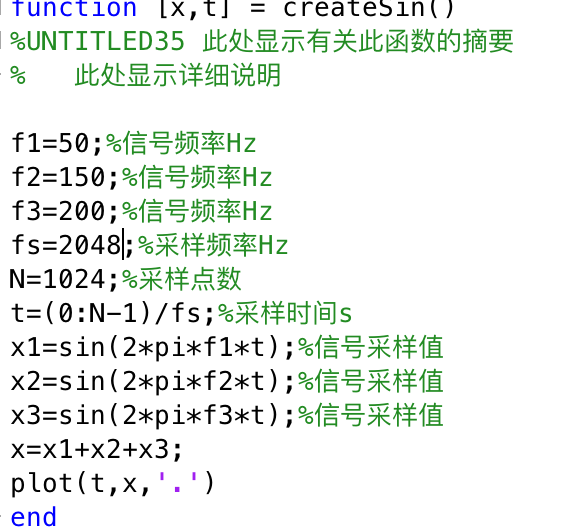 function [x,t] = createSin()
%UNTITLED35 此处显示有关此函数的摘要
%   此处显示详细说明
f1=50;%信号频率Hz
f2=150;%信号频率Hz
f3=200;%信号频率Hz
fs=2048;%采样频率Hz
N=1024;%采样点数
t=(0:N-1)/fs;%采样时间s
x1=sin(2*pi*f1*t);%信号采样值
x2=sin(2*pi*f2*t);%信号采样值
x3=sin(2*pi*f3*t);%信号采样值
x=x1+x2+x3;
plot(t,x,'.')
end